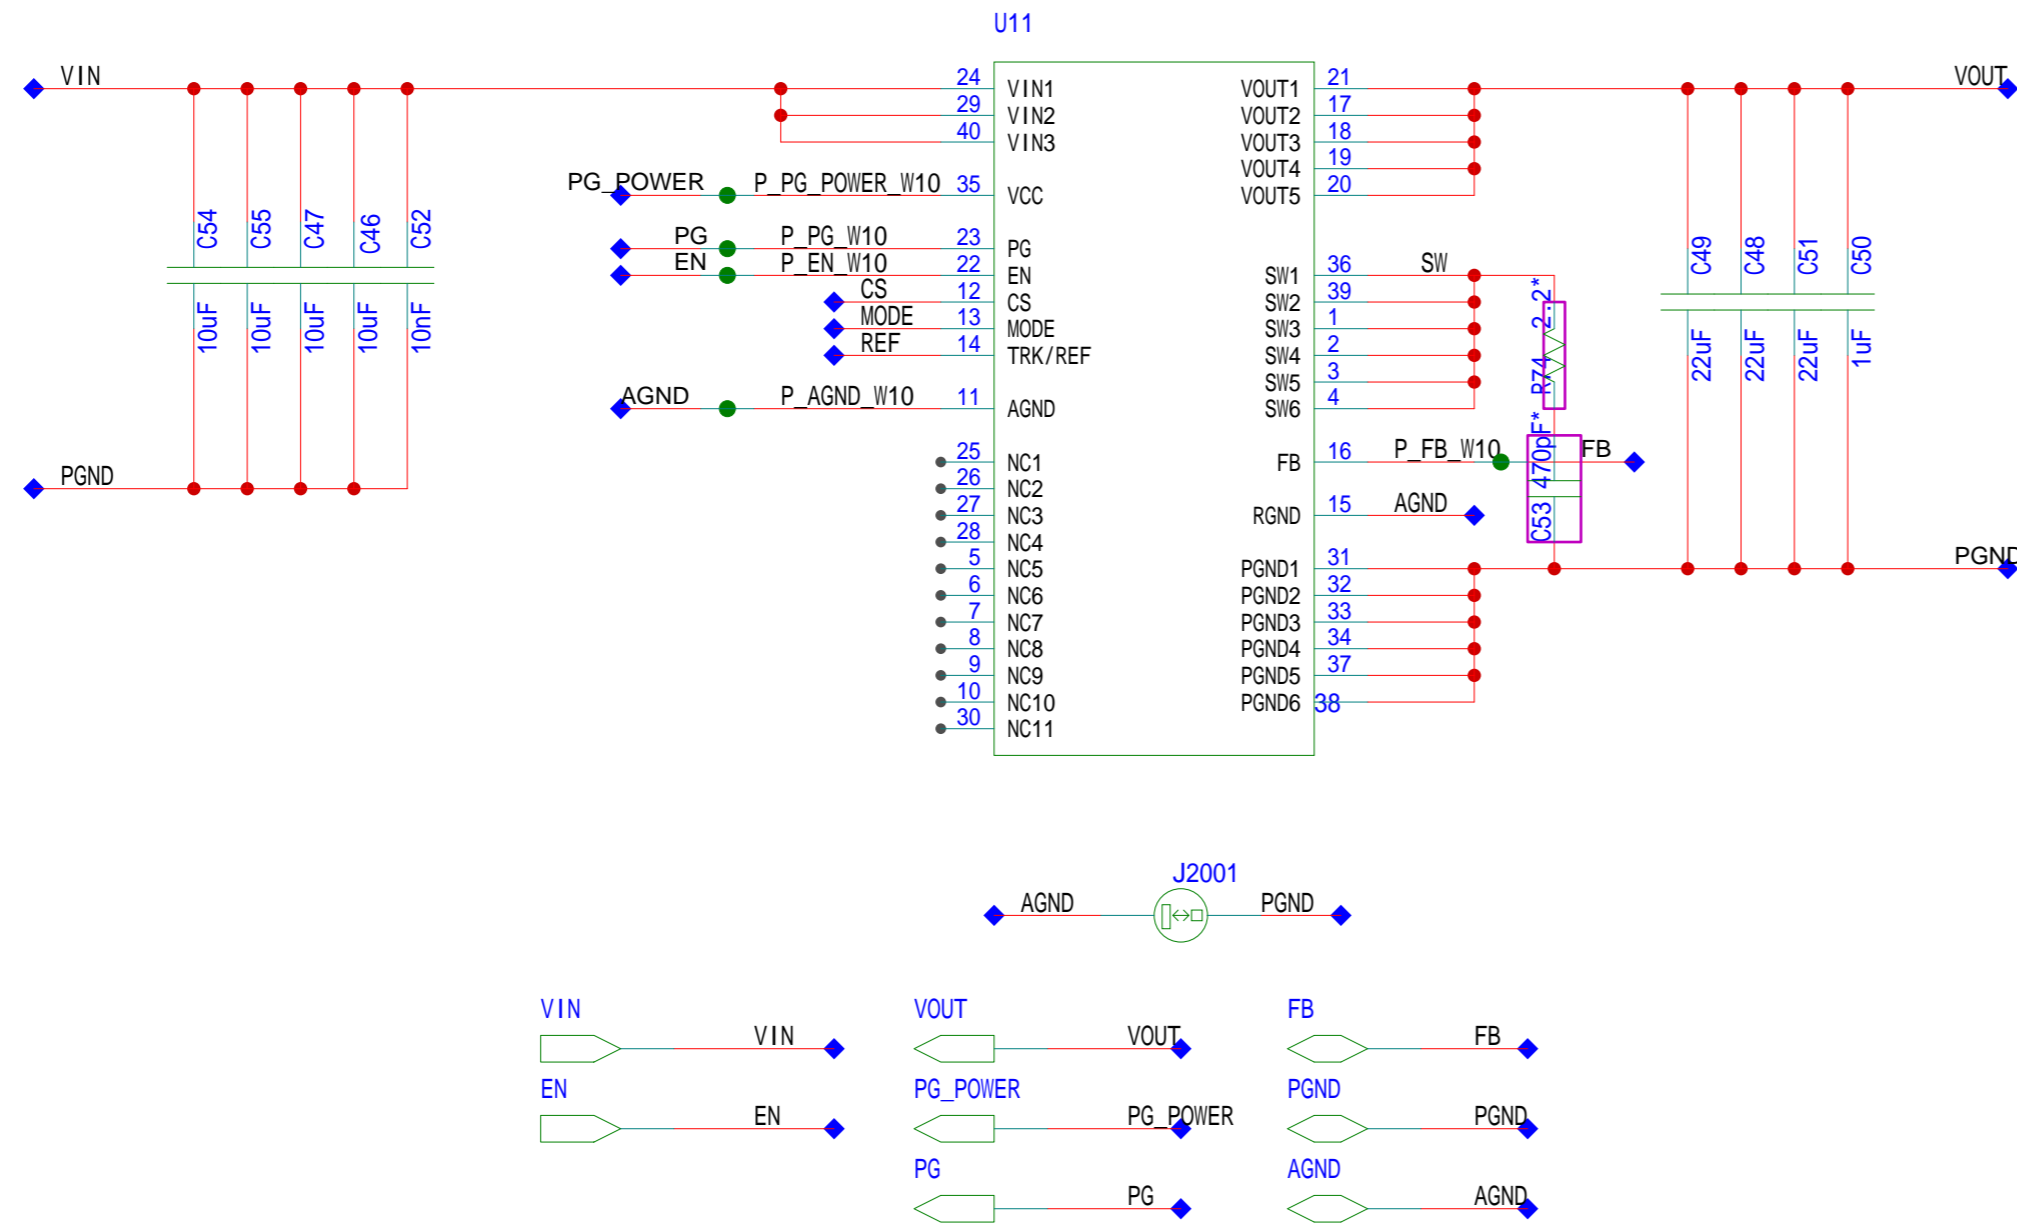 U11
VIN
24 VIN1
29 VIN2
40 VIN3
PG_POWER P_PG_POWER_W10 35 VCC
PG P_PG_W10 23 PG
EN P_EN_W10 22 EN
CS 12 CS
MODE 13 MODE
REF 14 TRK/REF
AGND P_AGND_W10 11 AGND
25 NC1
26 NC2
27 NC3
28 NC4
5 NC5
6 NC6
7 NC7
8 NC8
9 NC9
10 NC10
30 NC11
C54 10uF
C55 10uF
C47 10uF
C46 10uF
C52 10nF
PGND
VOUT1 21
VOUT2 17
VOUT3 18
VOUT4 19
VOUT5 20
VOUT
SW1 36 SW
SW2 39
SW3 1
SW4 2
SW5 3
SW6 4
FB 16 P_FB_W10 FB
RGND 15 AGND
PGND1 31
PGND2 32
PGND3 33
PGND4 34
PGND5 37
PGND6 38
R74 2.2*
C53 470pF*
C49 22uF
C48 22uF
C51 22uF
C50 1uF
PGND
J2001
AGND PGND
VIN VIN
VOUT VOUT
FB FB
EN EN
PG_POWER PG_POWER
PGND PGND
PG PG
AGND AGND